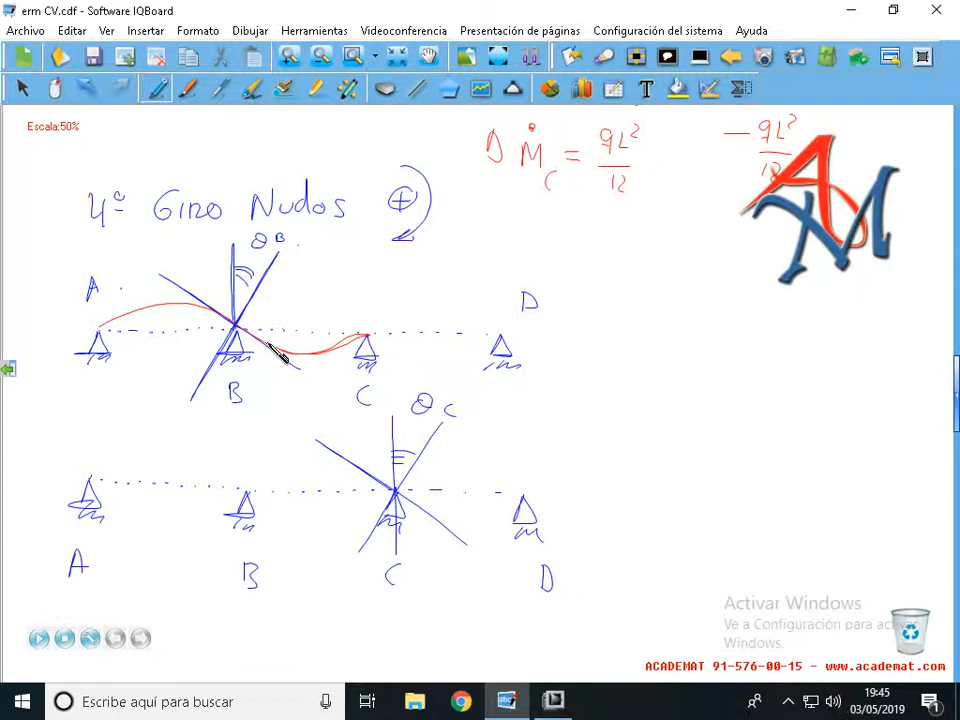 erm CV.cdf - Software IQBoard
Archivo Editar Ver Insertar Formato Dibujar Herramientas Videoconferencia Presentación de páginas Configuración del sistema Ayuda
Escala:50%
D M°C = qL²/12 - qL²/12
4º Giro Nudos +
θB
A
D
B C
θC
A B C D
AM
Activar Windows
Ve a Configuración para activar
Windows.
ACADEMAT 91-576-00-15 - www.academat.com
Escribe aquí para buscar
19:45
03/05/2019
1